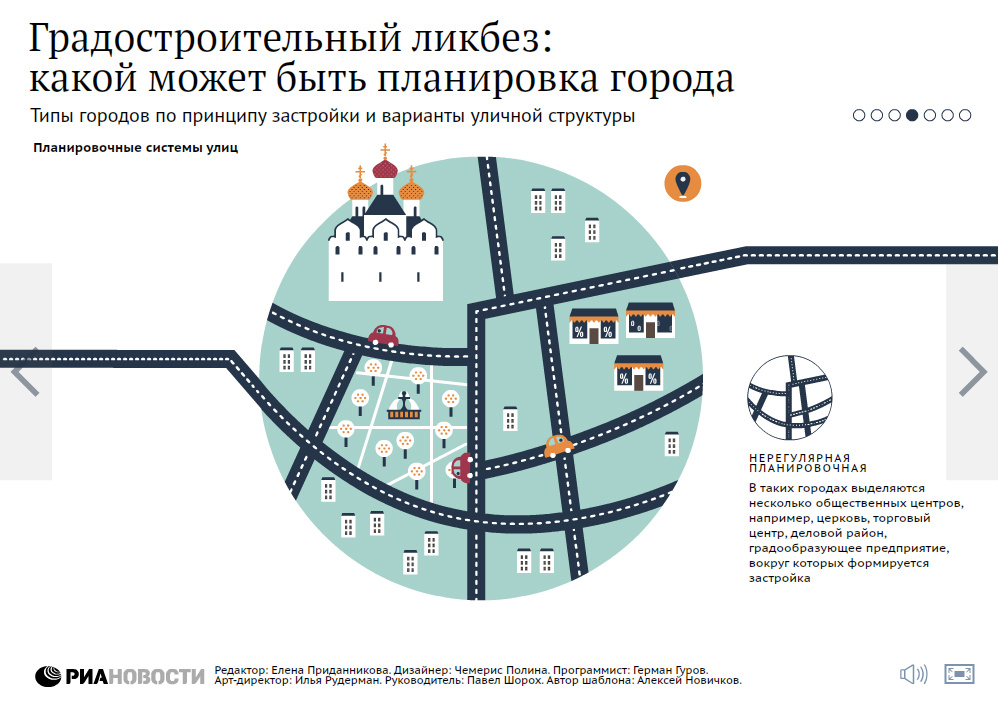 Градостроительный ликбез:
какой может быть планировка города
Типы городов по принципу застройки и варианты уличной структуры
Планировочные системы улиц
% %
% %
% %
НЕРЕГУЛЯРНАЯ
ПЛАНИРОВОЧНАЯ
В таких городах выделяются
несколько общественных центров,
например, церковь, торговый
центр, деловой район,
градообразующее предприятие,
вокруг которых формируется
застройка
РИАНОВОСТИ
Редактор: Елена Приданникова. Дизайнер: Чемерис Полина. Программист: Герман Гуров.
Арт-директор: Илья Рудерман. Руководитель: Павел Шорох. Автор шаблона: Алексей Новичков.